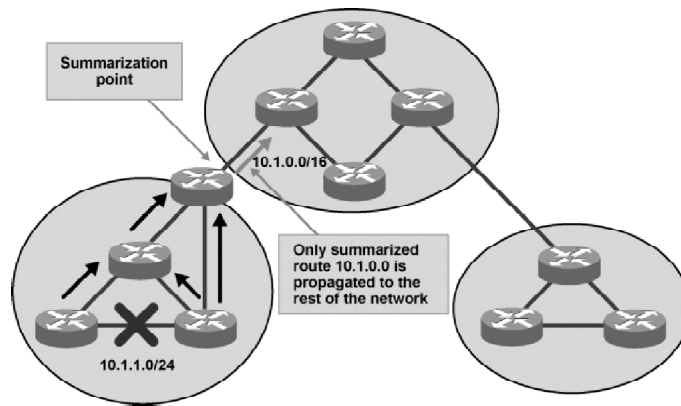 Summarization
point
10.1.0.0/16
Only summarized
route 10.1.0.0 is
propagated to the
rest of the network
10.1.1.0/24